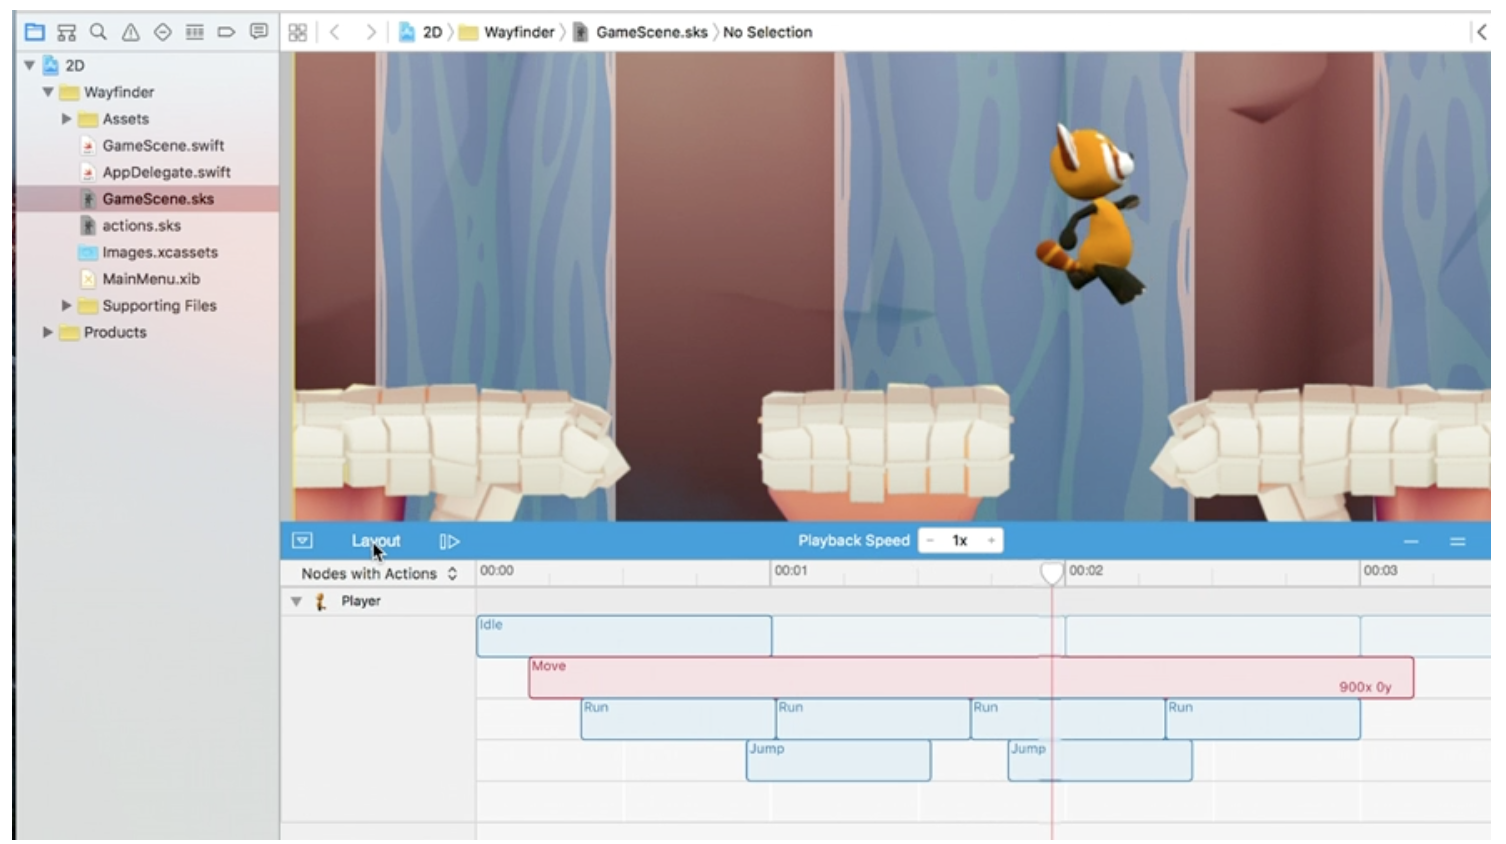 2D Wayfinder GameScene.sks No Selection
2D
Wayfinder
Assets
GameScene.swift
AppDelegate.swift
GameScene.sks
actions.sks
Images.xcassets
MainMenu.xib
Supporting Files
Products
Layout Playback Speed - 1x +
Nodes with Actions 00:00 00:01 00:02 00:03
Player
Idle
Move
900x 0y
Run Run Run Run
Jump Jump